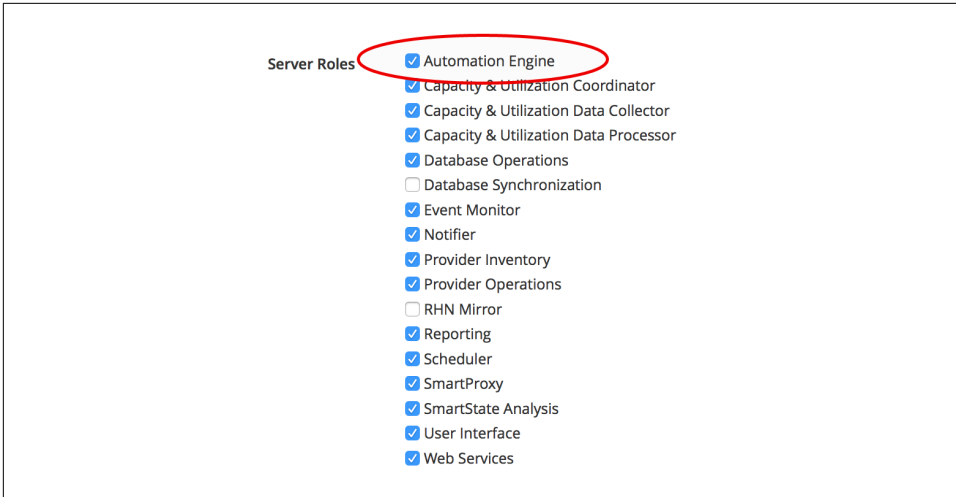 Server Roles Automation Engine
Capacity & Utilization Coordinator
Capacity & Utilization Data Collector
Capacity & Utilization Data Processor
Database Operations
Database Synchronization
Event Monitor
Notifier
Provider Inventory
Provider Operations
RHN Mirror
Reporting
Scheduler
SmartProxy
SmartState Analysis
User Interface
Web Services